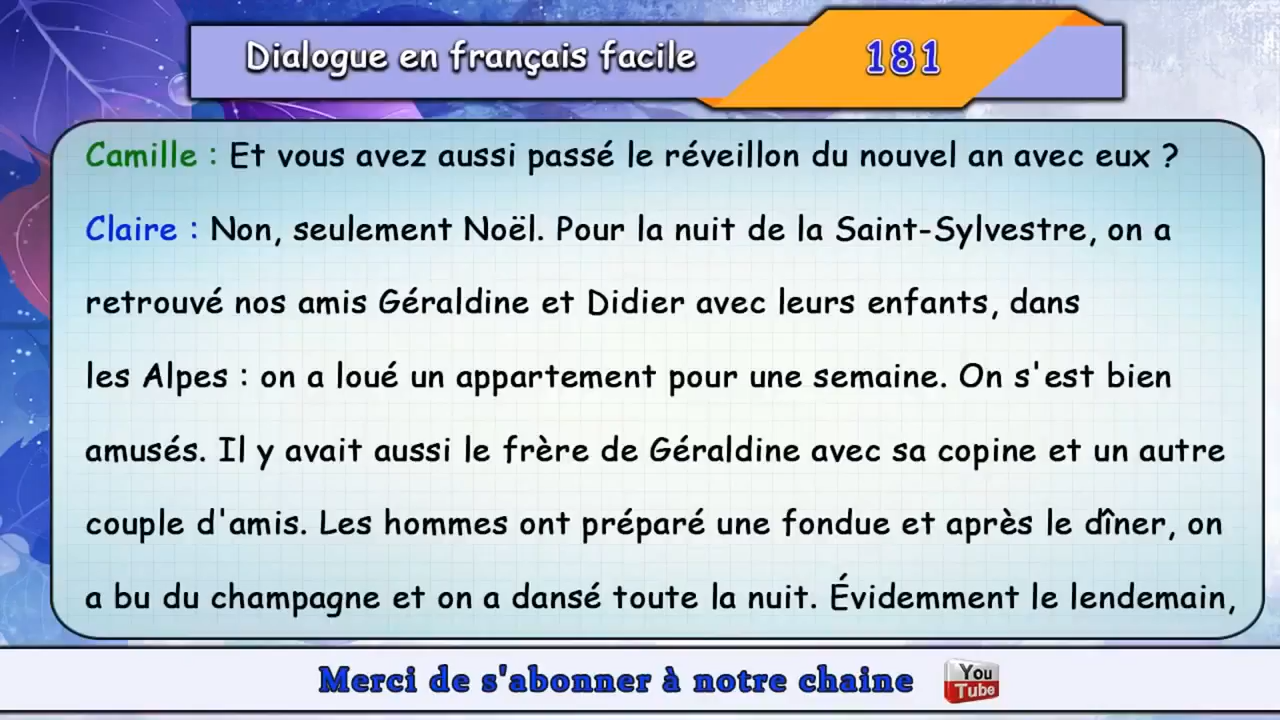 Dialogue en français facile 181
Camille : Et vous avez aussi passé le réveillon du nouvel an avec eux ?
Claire : Non, seulement Noël. Pour la nuit de la Saint-Sylvestre, on a
retrouvé nos amis Géraldine et Didier avec leurs enfants, dans
les Alpes : on a loué un appartement pour une semaine. On s'est bien
amusés. Il y avait aussi le frère de Géraldine avec sa copine et un autre
couple d'amis. Les hommes ont préparé une fondue et après le dîner, on
a bu du champagne et on a dansé toute la nuit. Évidemment le lendemain,
Merci de s'abonner à notre chaine You
Tube